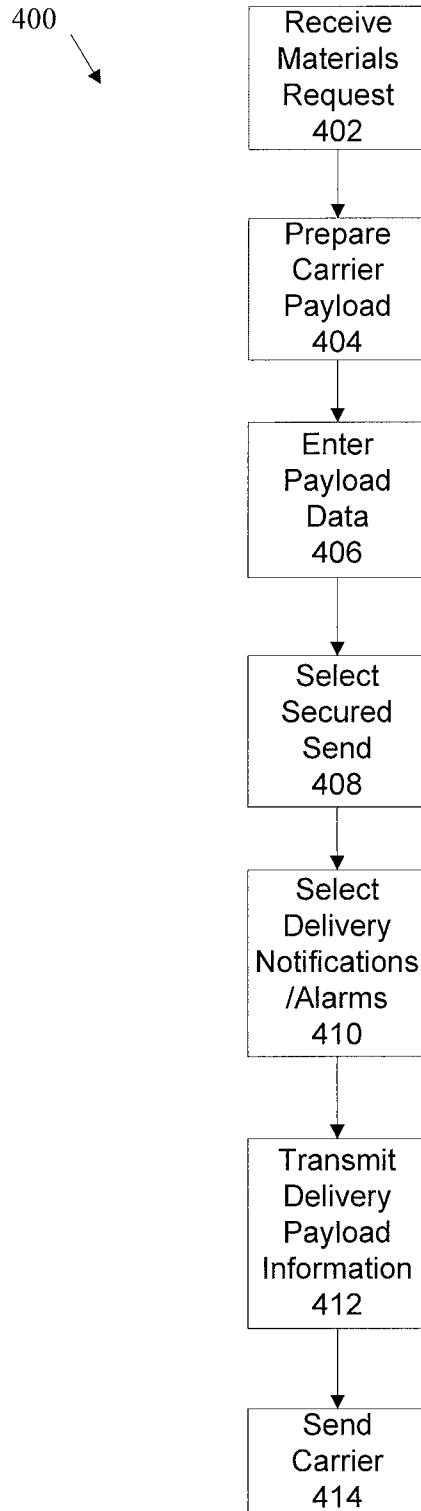 400
Receive
Materials
Request
402
Prepare
Carrier
Payload
404
Enter
Payload
Data
406
Select
Secured
Send
408
Select
Delivery
Notifications
/Alarms
410
Transmit
Delivery
Payload
Information
412
Send
Carrier
414